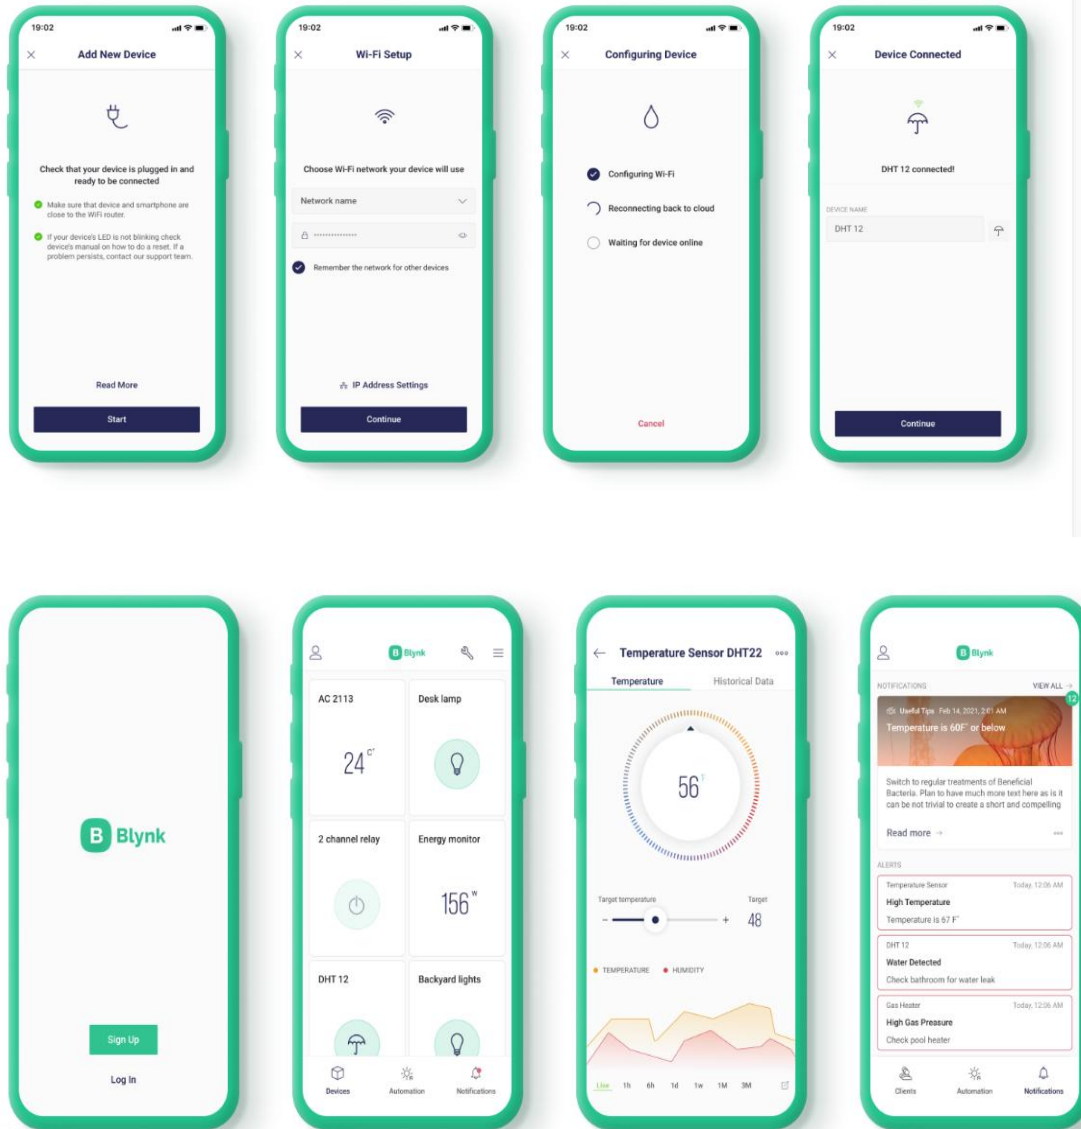 19:02
Add New Device
Check that your device is plugged in and
ready to be connected
Make sure that device and smartphone are
close to the WiFi router.
If your device's LED is not blinking check
device's manual on how to do a reset. If a
problem persists, contact our support team.
Read More
Start
19:02
Wi-Fi Setup
Choose Wi-Fi network your device will use
Network name
Remember the network for other devices
IP Address Settings
Continue
19:02
Configuring Device
Configuring Wi-Fi
Reconnecting back to cloud
Waiting for device online
Cancel
19:02
Device Connected
DHT 12 connected!
DEVICE NAME
DHT 12
Continue
B Blynk
Sign Up
Log In
B Blynk
AC 2113
Desk lamp
24 C°
2 channel relay
Energy monitor
156 W
DHT 12
Backyard lights
Devices
Automation
Notifications
Temperature Sensor DHT22
Temperature
Historical Data
56 F
Target temperature
Target
- + 48
TEMPERATURE HUMIDITY
Live 1h 6h 1d 1w 1M 3M
B Blynk
NOTIFICATIONS
VIEW ALL →
12
Useful Tips Feb 14, 2021, 2:01 AM
Temperature is 60F° or below
Switch to regular treatments of Beneficial
Bacteria. Plan to have much more text here as is it
can be not trivial to create a short and compelling
Read more →
ALERTS
Temperature Sensor Today, 12:06 AM
High Temperature
Temperature is 67 F°
DHT 12 Today, 12:06 AM
Water Detected
Check bathroom for water leak
Gas Heater Today, 12:06 AM
High Gas Preasure
Check pool heater
Clients
Automation
Notifications